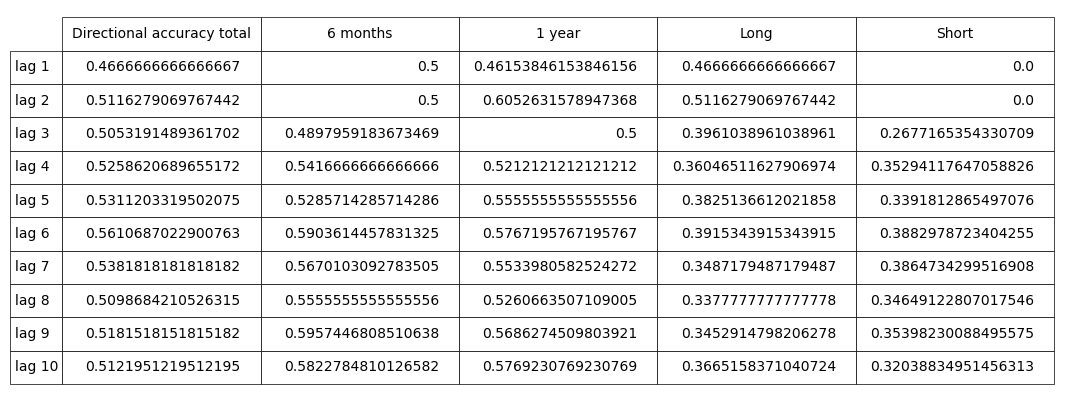 Directional accuracy total 6 months 1 year Long Short
lag 1 0.4666666666666667 0.5 0.46153846153846156 0.4666666666666667 0.0
lag 2 0.5116279069767442 0.5 0.6052631578947368 0.5116279069767442 0.0
lag 3 0.5053191489361702 0.4897959183673469 0.5 0.3961038961038961 0.2677165354330709
lag 4 0.5258620689655172 0.5416666666666666 0.5212121212121212 0.36046511627906974 0.35294117647058826
lag 5 0.5311203319502075 0.5285714285714286 0.5555555555555556 0.3825136612021858 0.3391812865497076
lag 6 0.5610687022900763 0.5903614457831325 0.5767195767195767 0.3915343915343915 0.3882978723404255
lag 7 0.5381818181818182 0.5670103092783505 0.5533980582524272 0.3487179487179487 0.3864734299516908
lag 8 0.5098684210526315 0.5555555555555556 0.5260663507109005 0.3377777777777778 0.34649122807017546
lag 9 0.5181518151815182 0.5957446808510638 0.5686274509803921 0.3452914798206278 0.35398230088495575
lag 10 0.5121951219512195 0.5822784810126582 0.5769230769230769 0.3665158371040724 0.32038834951456313